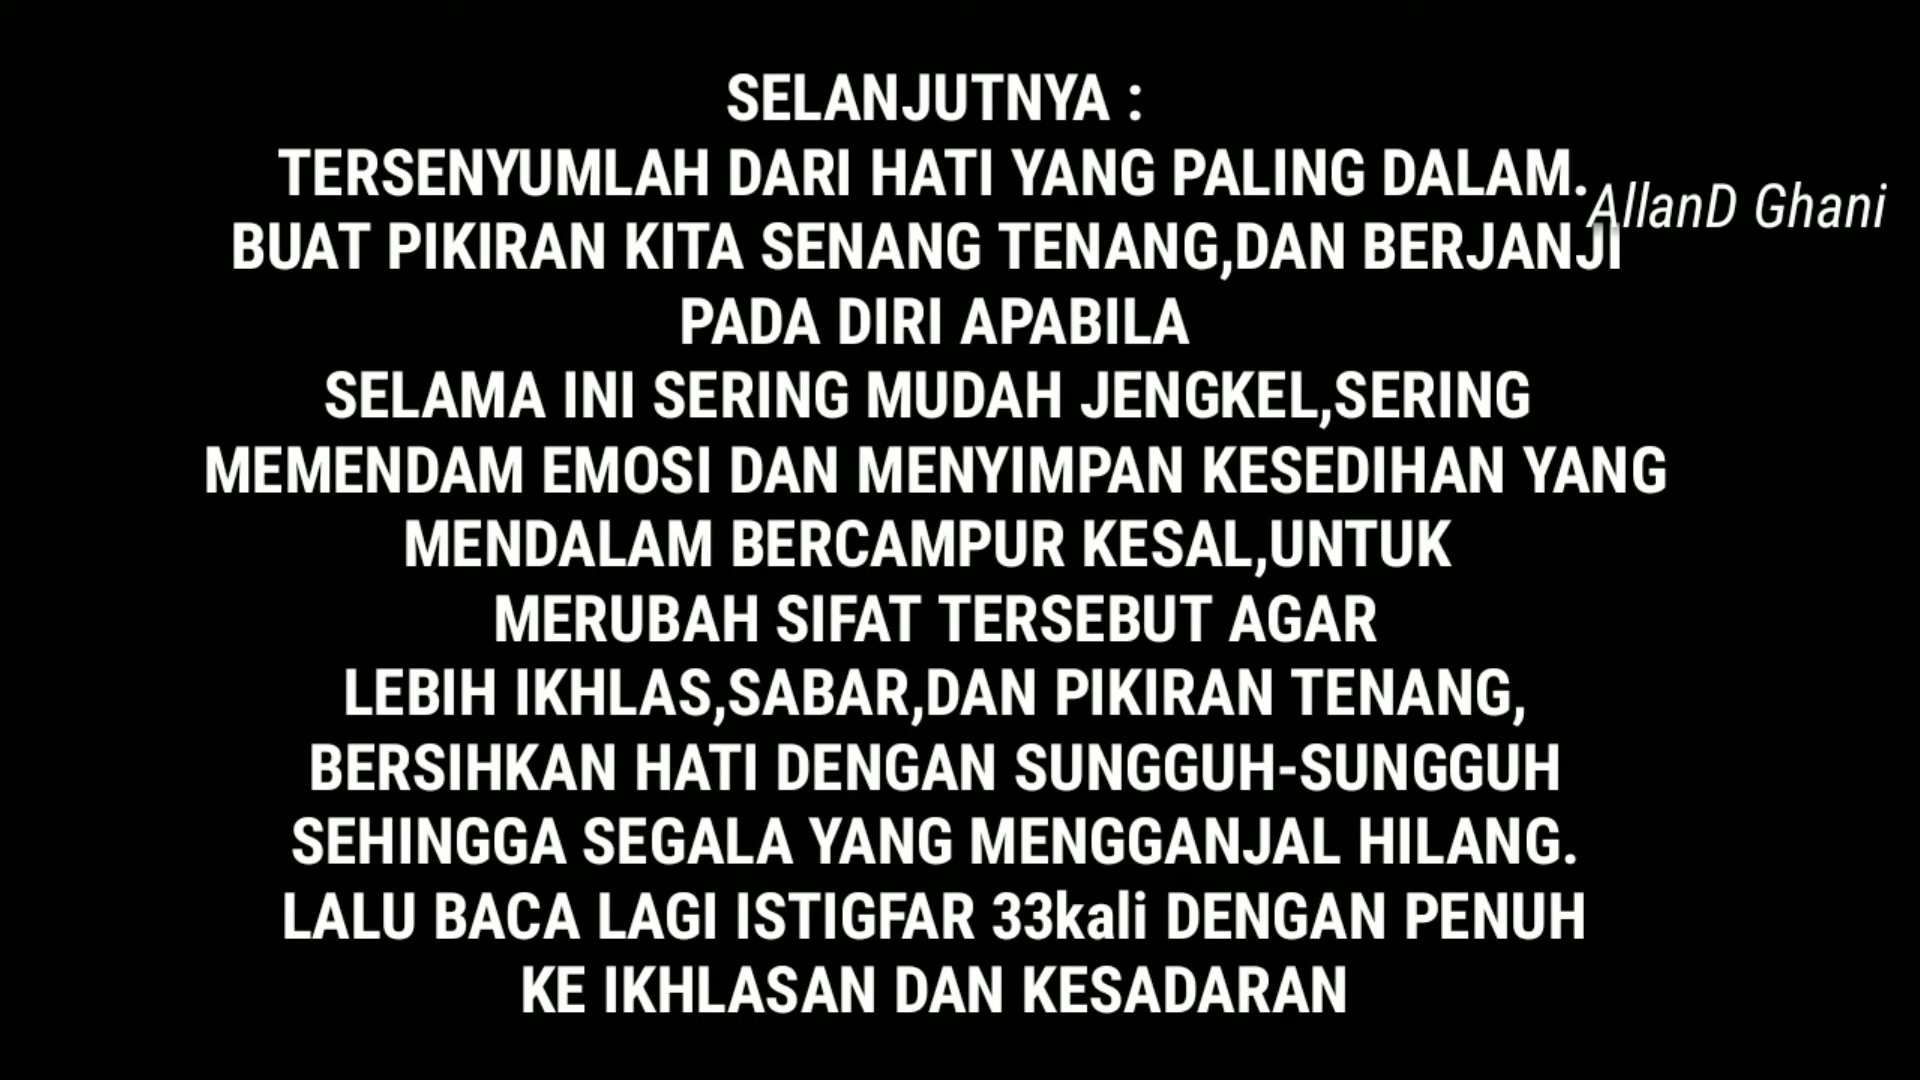 SELANJUTNYA :
TERSENYUMLAH DARI HATI YANG PALING DALAM.
AllanD Ghani
BUAT PIKIRAN KITA SENANG TENANG,DAN BERJANJI
PADA DIRI APABILA
SELAMA INI SERING MUDAH JENGKEL,SERING
MEMENDAM EMOSI DAN MENYIMPAN KESEDIHAN YANG
MENDALAM BERCAMPUR KESAL,UNTUK
MERUBAH SIFAT TERSEBUT AGAR
LEBIH IKHLAS,SABAR,DAN PIKIRAN TENANG,
BERSIHKAN HATI DENGAN SUNGGUH-SUNGGUH
SEHINGGA SEGALA YANG MENGGANJAL HILANG.
LALU BACA LAGI ISTIGFAR 33kali DENGAN PENUH
KE IKHLASAN DAN KESADARAN